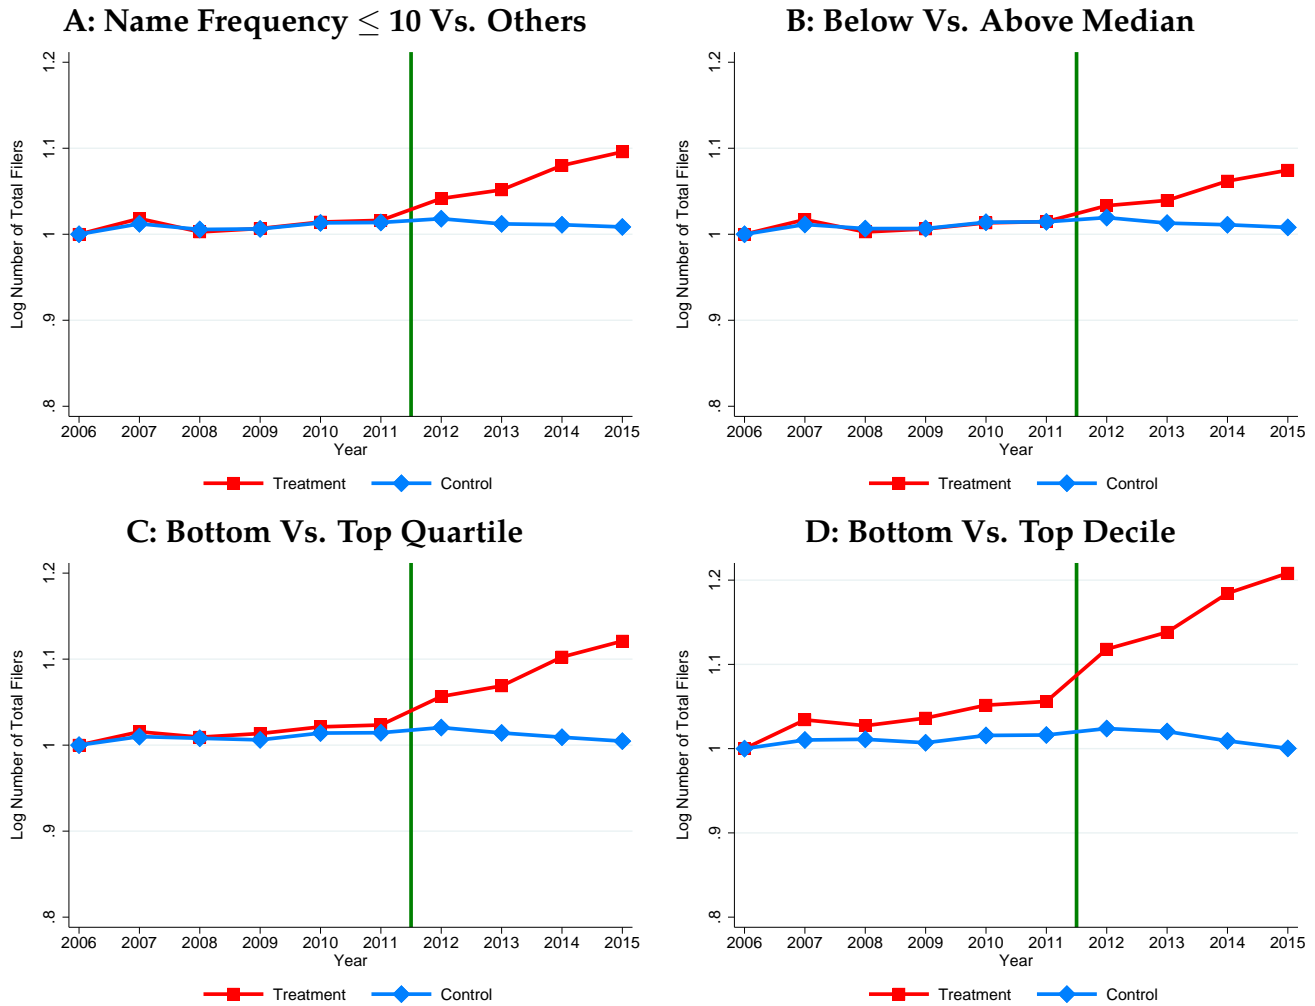 A: Name Frequency ≤ 10 Vs. Others
Log Number of Total Filers
1.2
1.1
1
.9
.8
2006 2007 2008 2009 2010 2011 2012 2013 2014 2015
Year
Treatment Control
B: Below Vs. Above Median
Log Number of Total Filers
1.2
1.1
1
.9
.8
2006 2007 2008 2009 2010 2011 2012 2013 2014 2015
Year
Treatment Control
C: Bottom Vs. Top Quartile
Log Number of Total Filers
1.2
1.1
1
.9
.8
2006 2007 2008 2009 2010 2011 2012 2013 2014 2015
Year
Treatment Control
D: Bottom Vs. Top Decile
Log Number of Total Filers
1.2
1.1
1
.9
.8
2006 2007 2008 2009 2010 2011 2012 2013 2014 2015
Year
Treatment Control